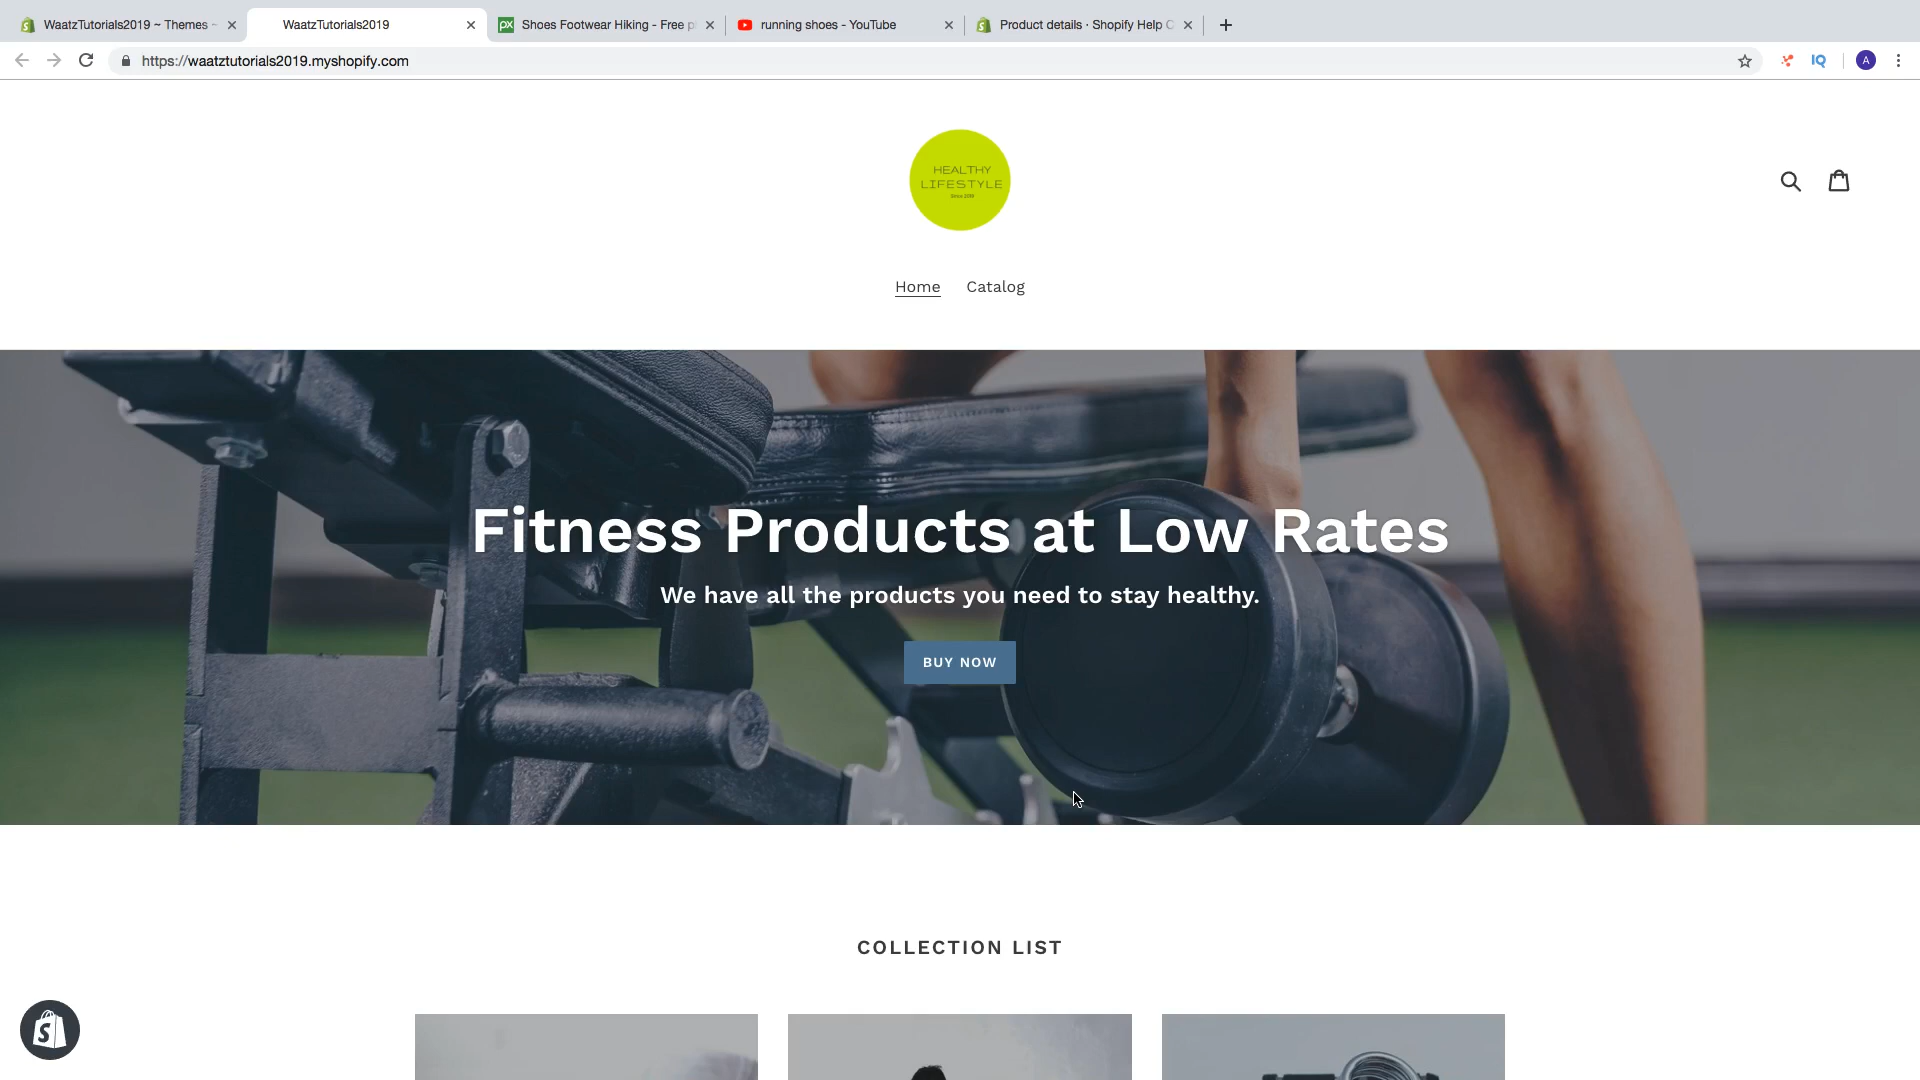 WaatzTutorials2019 ~ Themes ~
WaatzTutorials2019
Shoes Footwear Hiking - Free p
running shoes - YouTube
Product details · Shopify Help C
https://waatztutorials2019.myshopify.com
IQ
A
HEALTHY
LIFESTYLE
Since 2019
Home
Catalog
Fitness Products at Low Rates
We have all the products you need to stay healthy.
BUY NOW
COLLECTION LIST